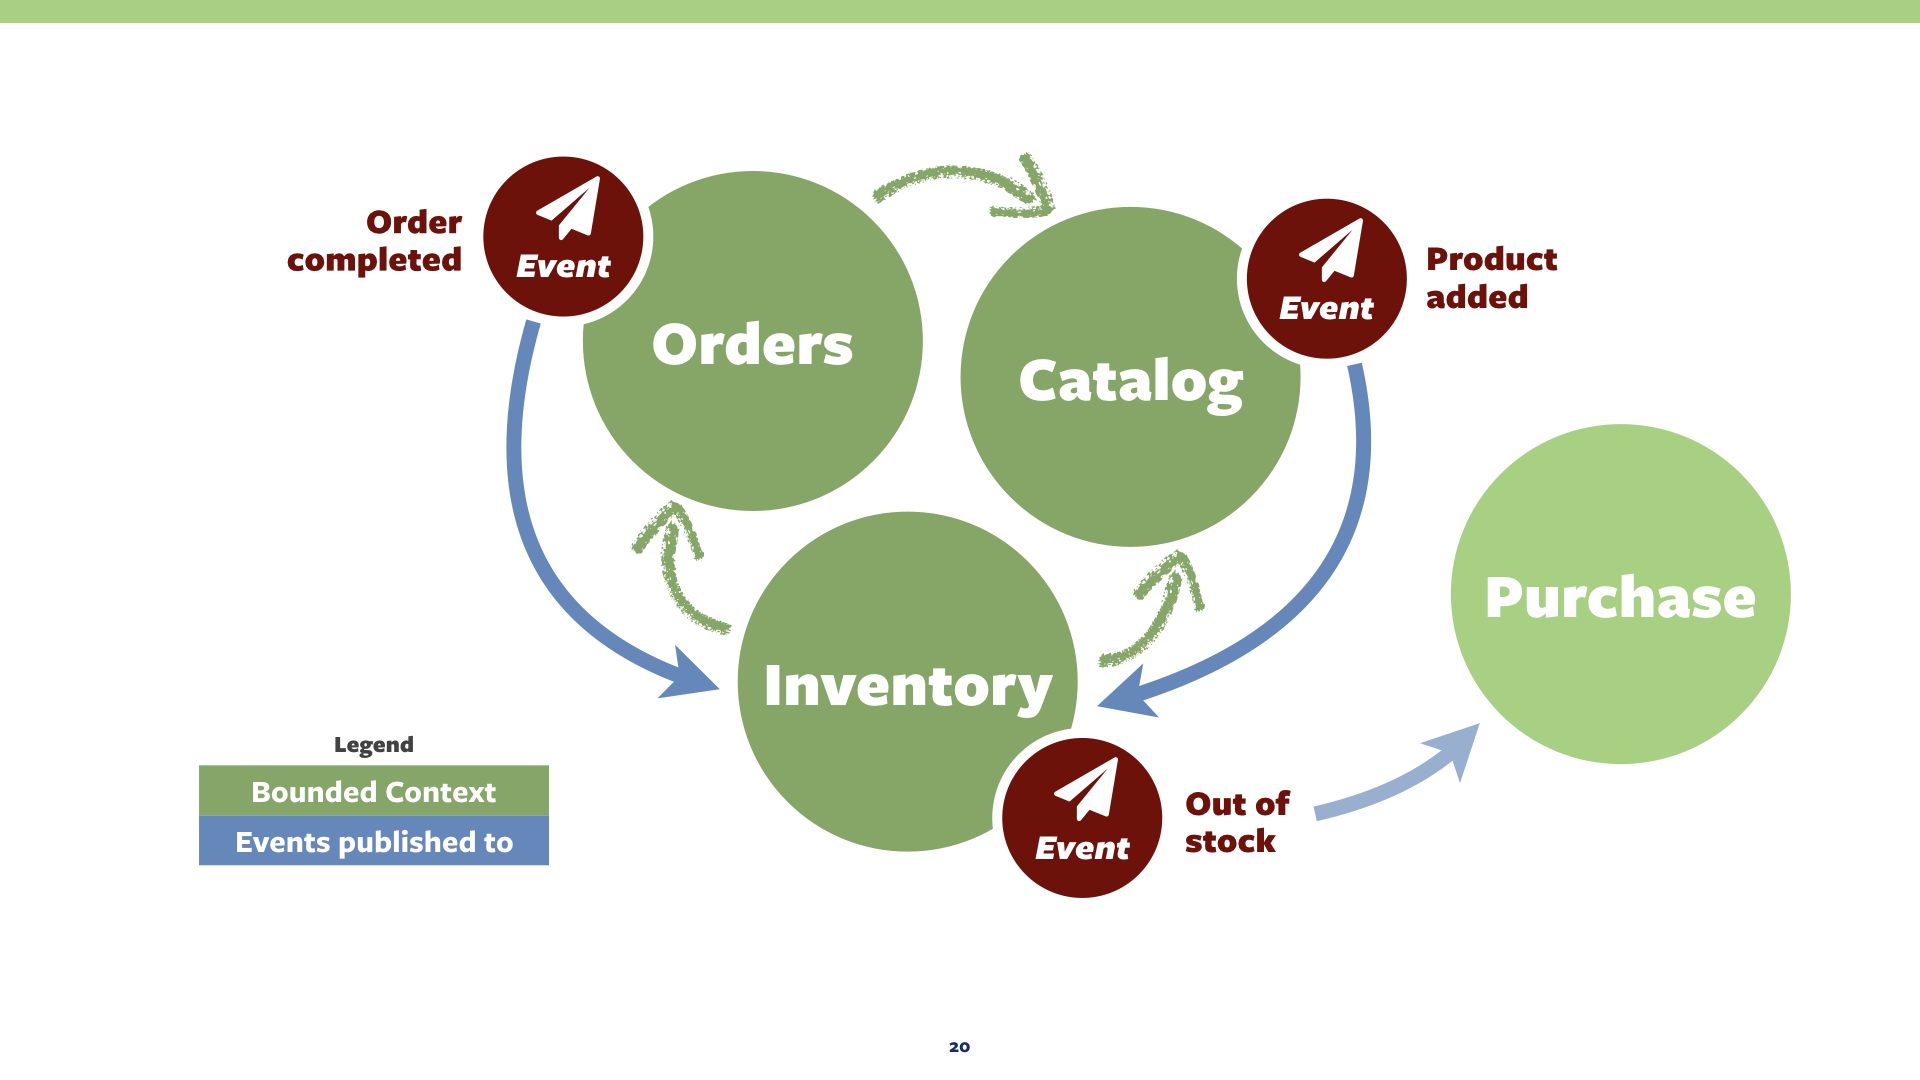 Order
completed
Event
Orders
Catalog
Event
Product
added
Purchase
Inventory
Event
Out of
stock
Legend
Bounded Context
Events published to
20